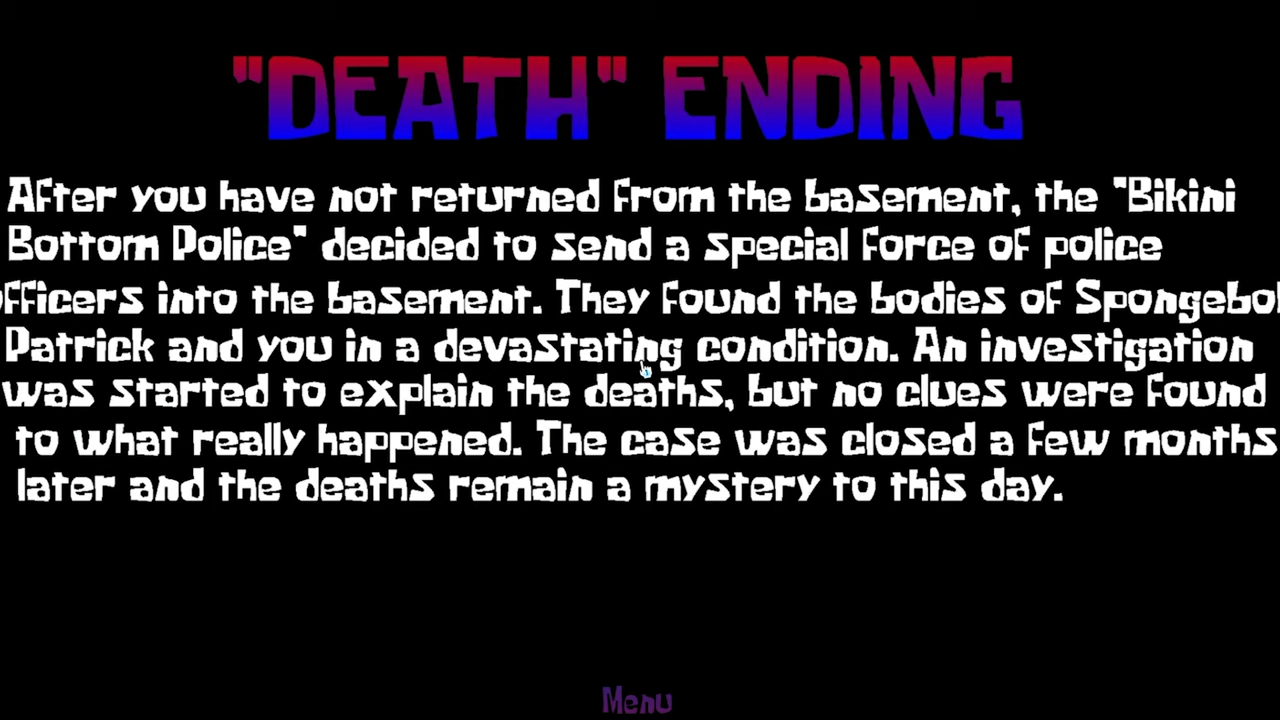 "DEATH" ENDING
After you have not returned from the basement, the "Bikini
Bottom Police" decided to send a special force of police
officers into the basement. They found the bodies of Spongebob
Patrick and you in a devastating condition. An investigation
was started to explain the deaths, but no clues were found
to what really happened. The case was closed a few months
later and the deaths remain a mystery to this day.
Menu